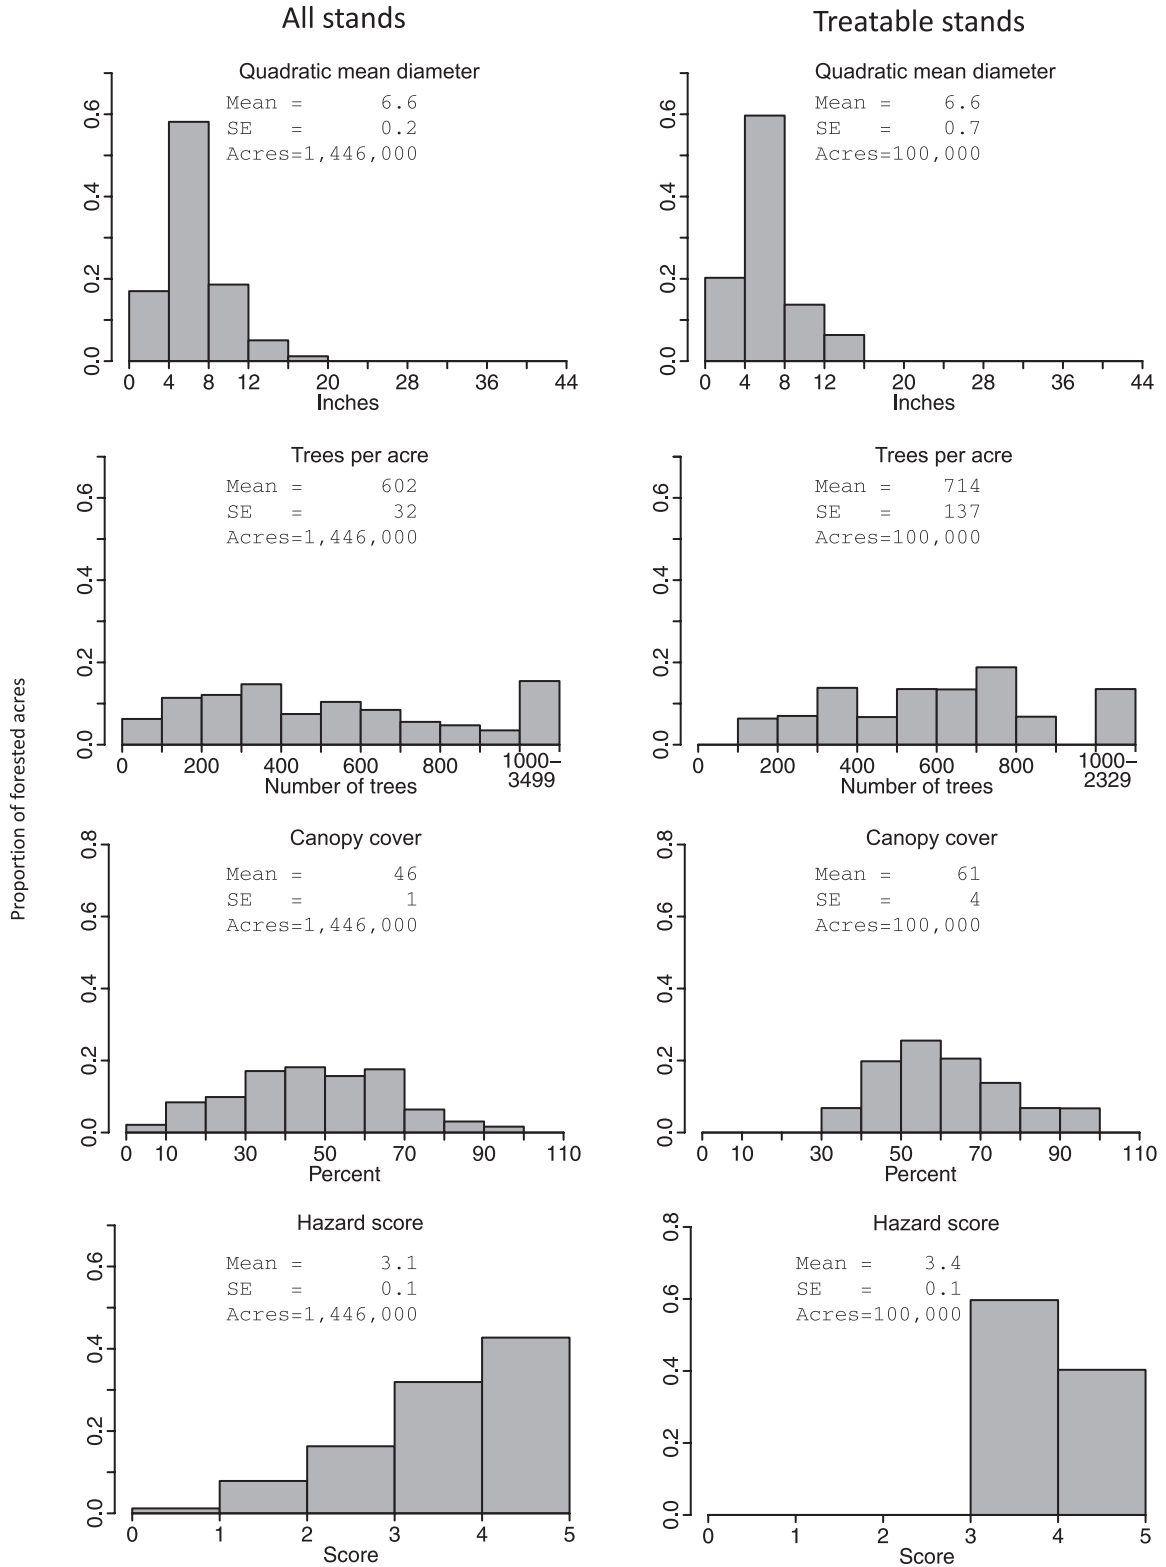 All stands
Treatable stands
Proportion of forested acres
Quadratic mean diameter
Mean = 6.6
SE = 0.2
Acres=1,446,000
0.0 0.2 0.4 0.6
0 4 8 12 20 28 36 44
Inches
Quadratic mean diameter
Mean = 6.6
SE = 0.7
Acres=100,000
0.0 0.2 0.4 0.6
0 4 8 12 20 28 36 44
Inches
Trees per acre
Mean = 602
SE = 32
Acres=1,446,000
0.0 0.2 0.4 0.6
0 200 400 600 800 1000–
3499
Number of trees
Trees per acre
Mean = 714
SE = 137
Acres=100,000
0.0 0.2 0.4 0.6
0 200 400 600 800 1000–
2329
Number of trees
Canopy cover
Mean = 46
SE = 1
Acres=1,446,000
0.0 0.2 0.4 0.6 0.8
0 10 30 50 70 90 110
Percent
Canopy cover
Mean = 61
SE = 4
Acres=100,000
0.0 0.2 0.4 0.6 0.8
0 10 30 50 70 90 110
Percent
Hazard score
Mean = 3.1
SE = 0.1
Acres=1,446,000
0.0 0.2 0.4 0.6
0 1 2 3 4 5
Score
Hazard score
Mean = 3.4
SE = 0.1
Acres=100,000
0.0 0.2 0.4 0.6 0.8
0 1 2 3 4 5
Score